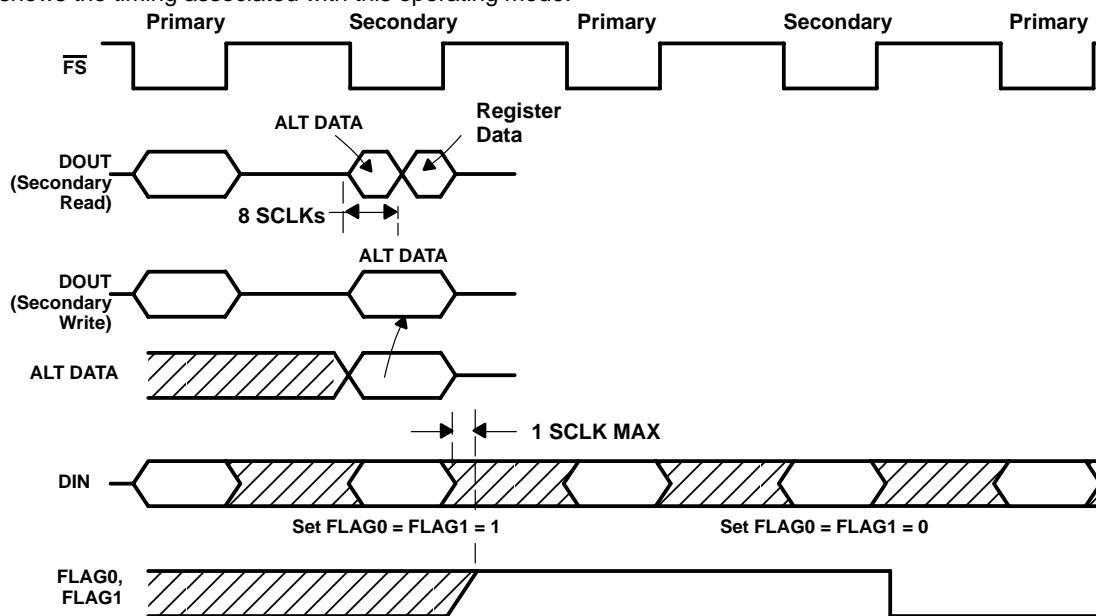 shows the timing associated with this operating mode.
Primary Secondary Primary Secondary Primary
FS
ALT DATA
Register
Data
DOUT
(Secondary
Read)
8 SCLKs
ALT DATA
DOUT
(Secondary
Write)
ALT DATA
1 SCLK MAX
DIN
Set FLAG0 = FLAG1 = 1 Set FLAG0 = FLAG1 = 0
FLAG0,
FLAG1